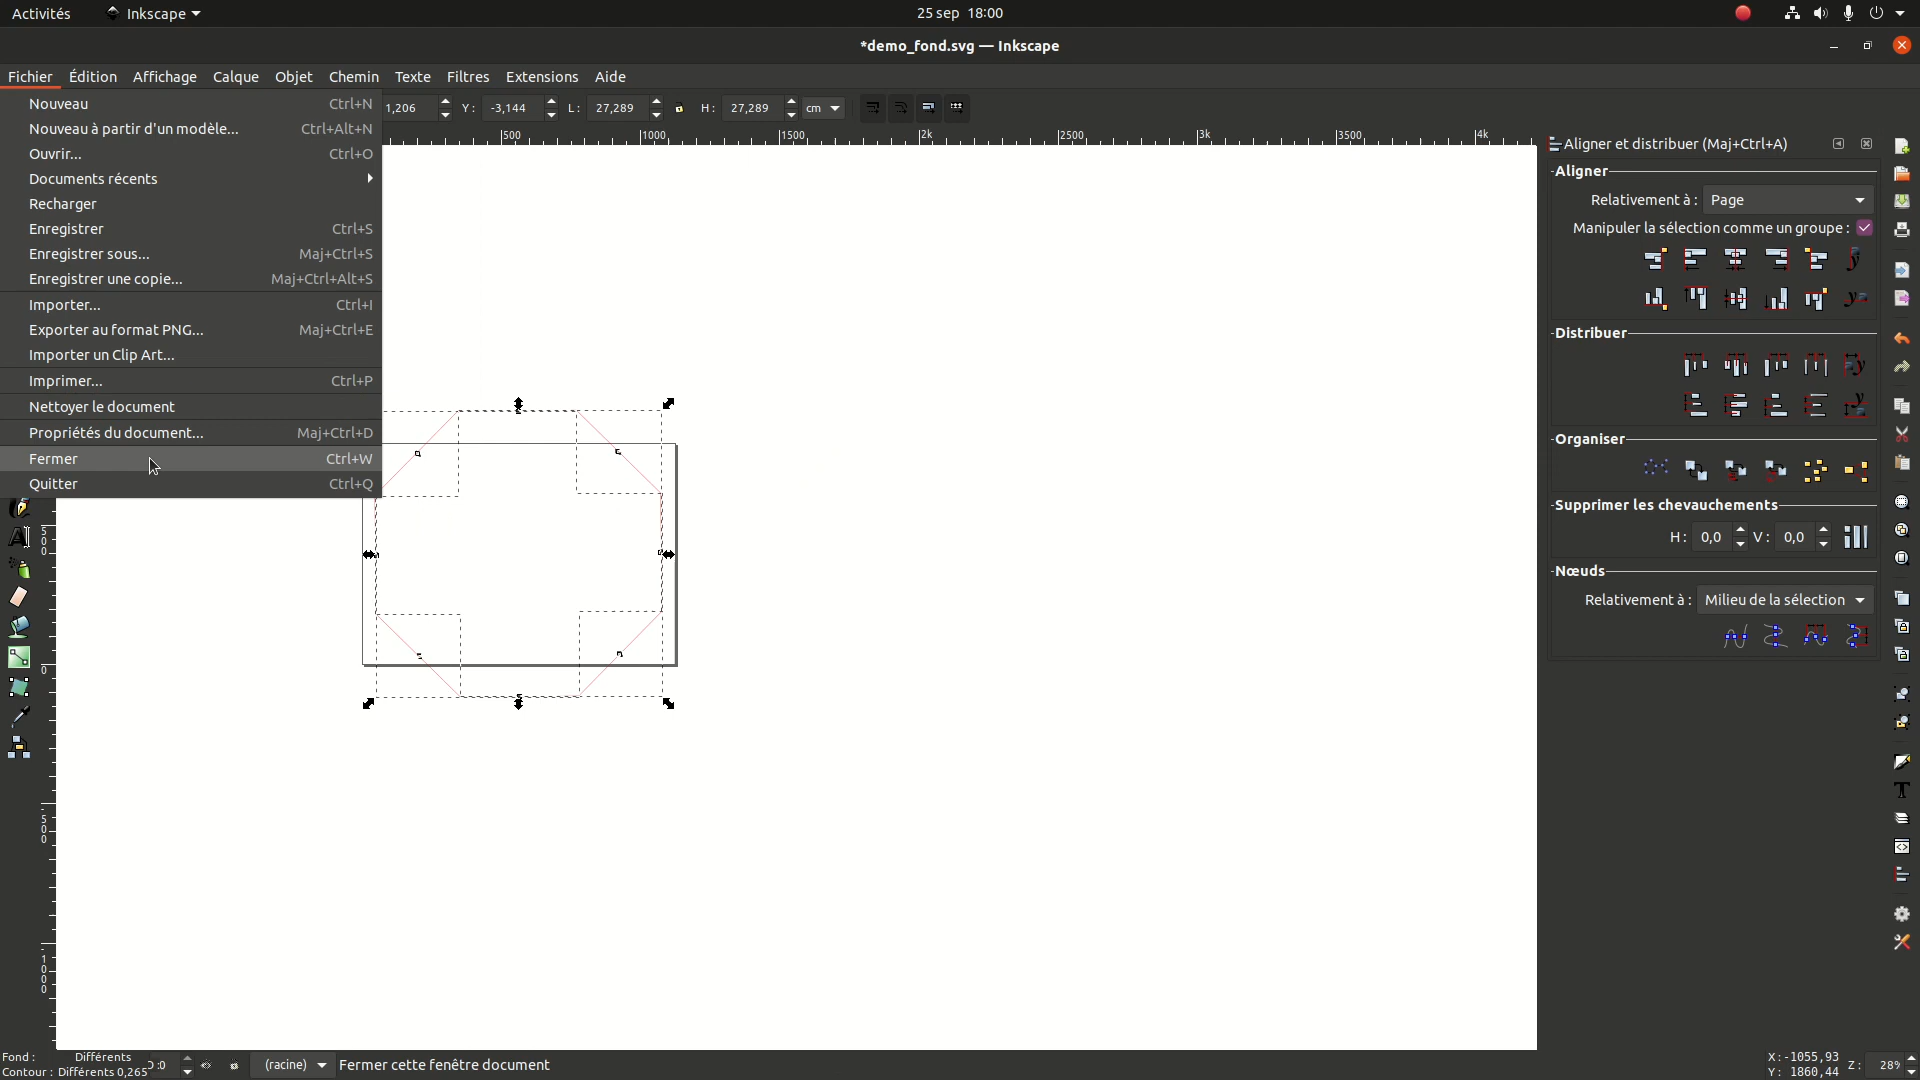 Activités Inkscape 25 sep 18:00
*demo_fond.svg — Inkscape
Fichier Édition Affichage Calque Objet Chemin Texte Filtres Extensions Aide
Nouveau Ctrl+N
Nouveau à partir d'un modèle... Ctrl+Alt+N
Ouvrir... Ctrl+O
Documents récents
Recharger
Enregistrer Ctrl+S
Enregistrer sous... Maj+Ctrl+S
Enregistrer une copie... Maj+Ctrl+Alt+S
Importer... Ctrl+I
Exporter au format PNG... Maj+Ctrl+E
Importer un Clip Art...
Imprimer... Ctrl+P
Nettoyer le document
Propriétés du document... Maj+Ctrl+D
Fermer Ctrl+W
Quitter Ctrl+Q
1,206 Y: -3,144 L: 27,289 H: 27,289 cm
500 1000 1500 2k 2500 3k 3500 4k
500
0
-500
-1000
Aligner et distribuer (Maj+Ctrl+A)
Aligner
Relativement à : Page
Manipuler la sélection comme un groupe :
Distribuer
Organiser
Supprimer les chevauchements
H: 0,0 V: 0,0
Nœuds
Relativement à : Milieu de la sélection
Fond : Différents
Contour : Différents 0,265
:0 (racine) Fermer cette fenêtre document
X:-1055,93
Y: 1860,44
Z: 28%